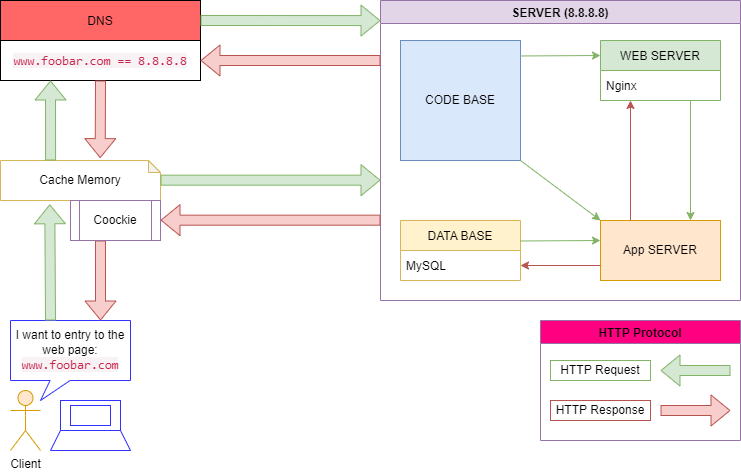 DNS
www.foobar.com == 8.8.8.8
SERVER (8.8.8.8)
CODE BASE
WEB SERVER
Nginx
Cache Memory
Coockie
DATA BASE
MySQL
App SERVER
I want to entry to the
web page:
www.foobar.com
Client
HTTP Protocol
HTTP Request
HTTP Response